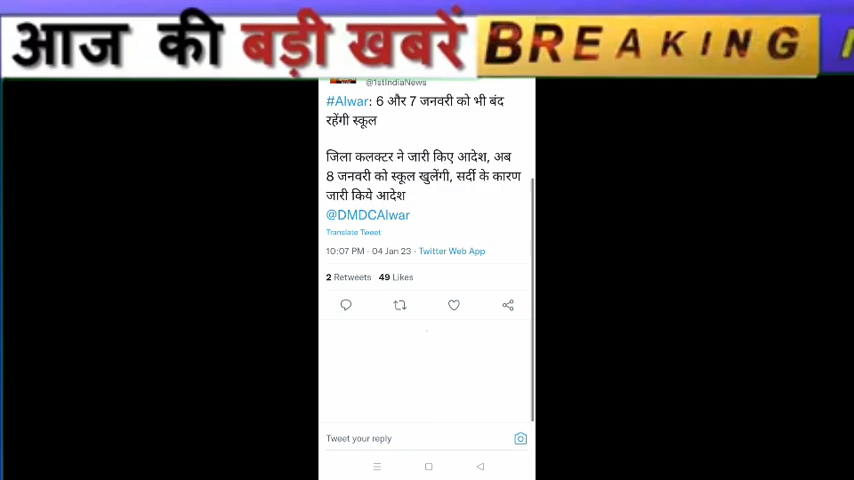 आज की बड़ी खबरें BREAKING
@1stIndiaNews
#Alwar: 6 और 7 जनवरी को भी बंद
रहेंगी स्कूल
जिला कलक्टर ने जारी किए आदेश, अब
8 जनवरी को स्कूल खुलेंगी, सर्दी के कारण
जारी किये आदेश
@DMDCAlwar
Translate Tweet
10:07 PM · 04 Jan 23 · Twitter Web App
2 Retweets 49 Likes
Tweet your reply